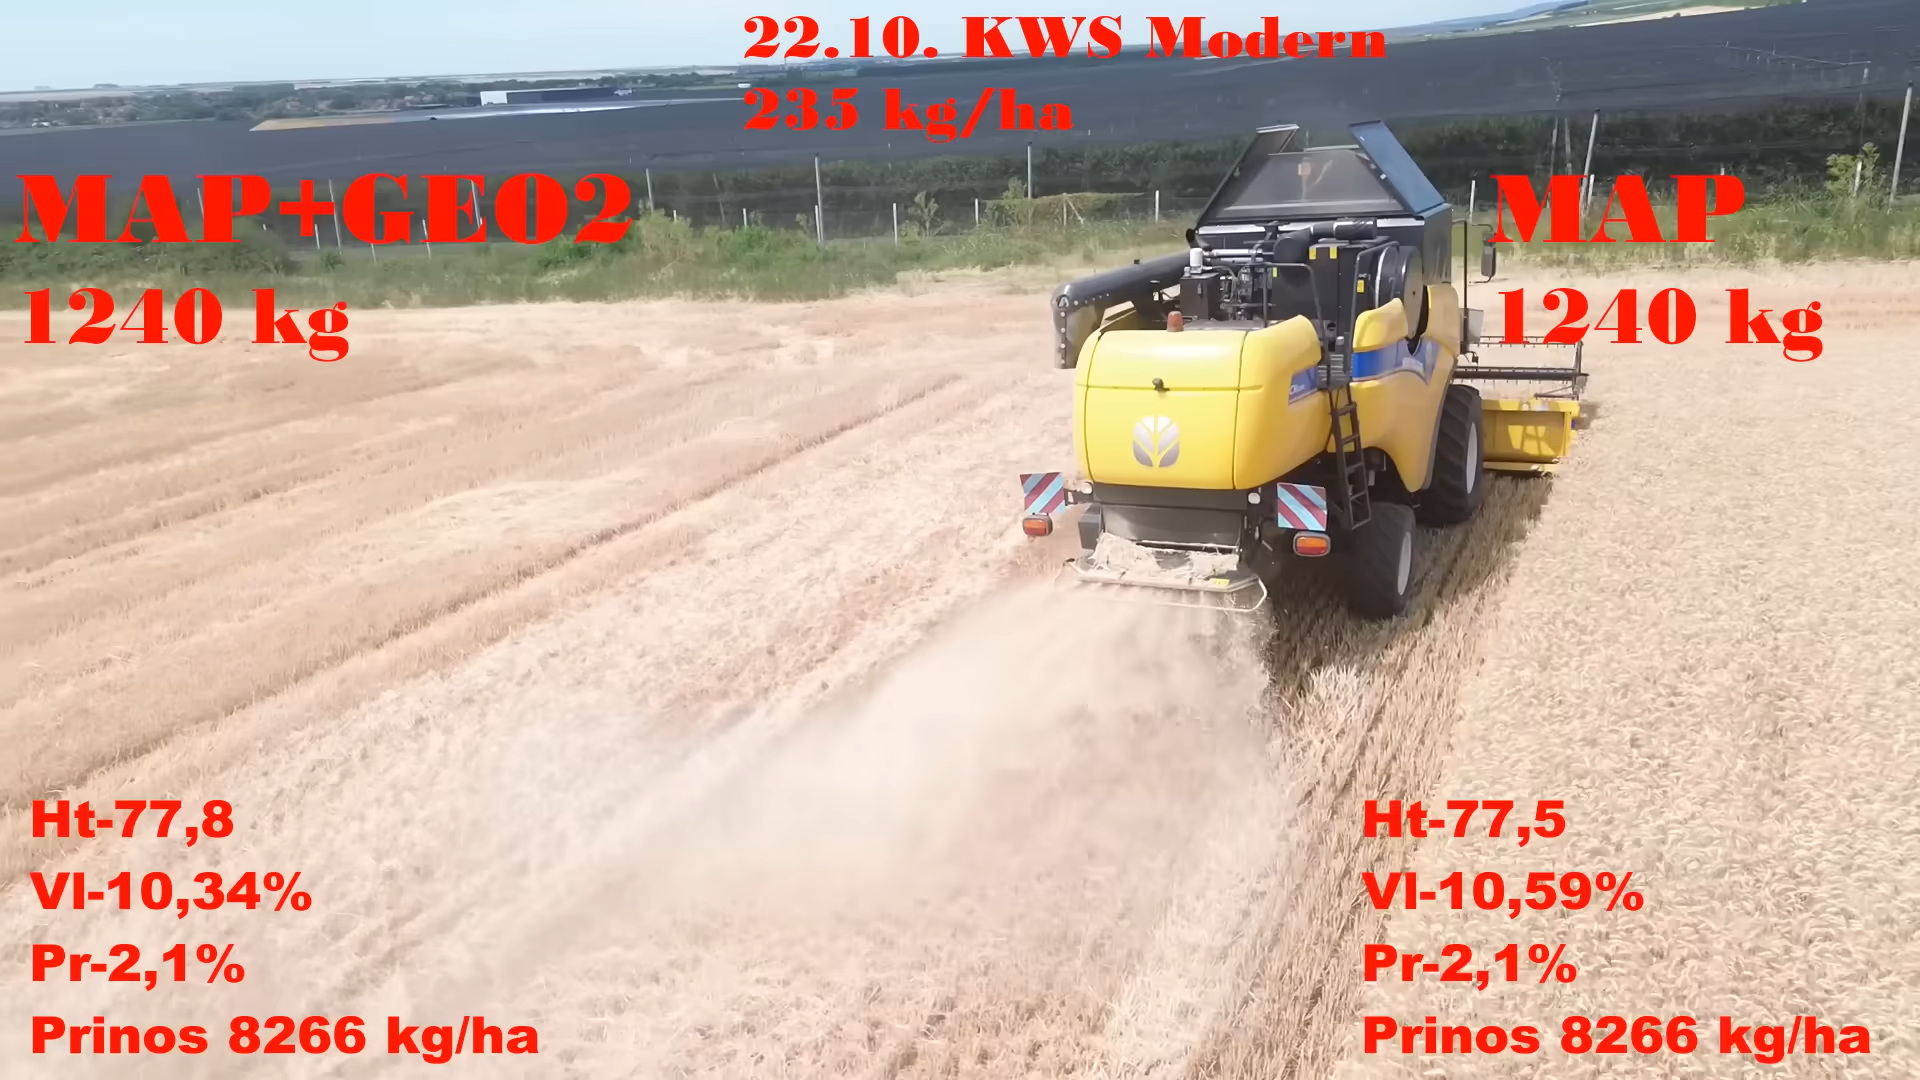 22.10. KWS Modern
235 kg/ha
MAP+GEO2
1240 kg
MAP
1240 kg
Ht-77,8
Vl-10,34%
Pr-2,1%
Prinos 8266 kg/ha
Ht-77,5
Vl-10,59%
Pr-2,1%
Prinos 8266 kg/ha